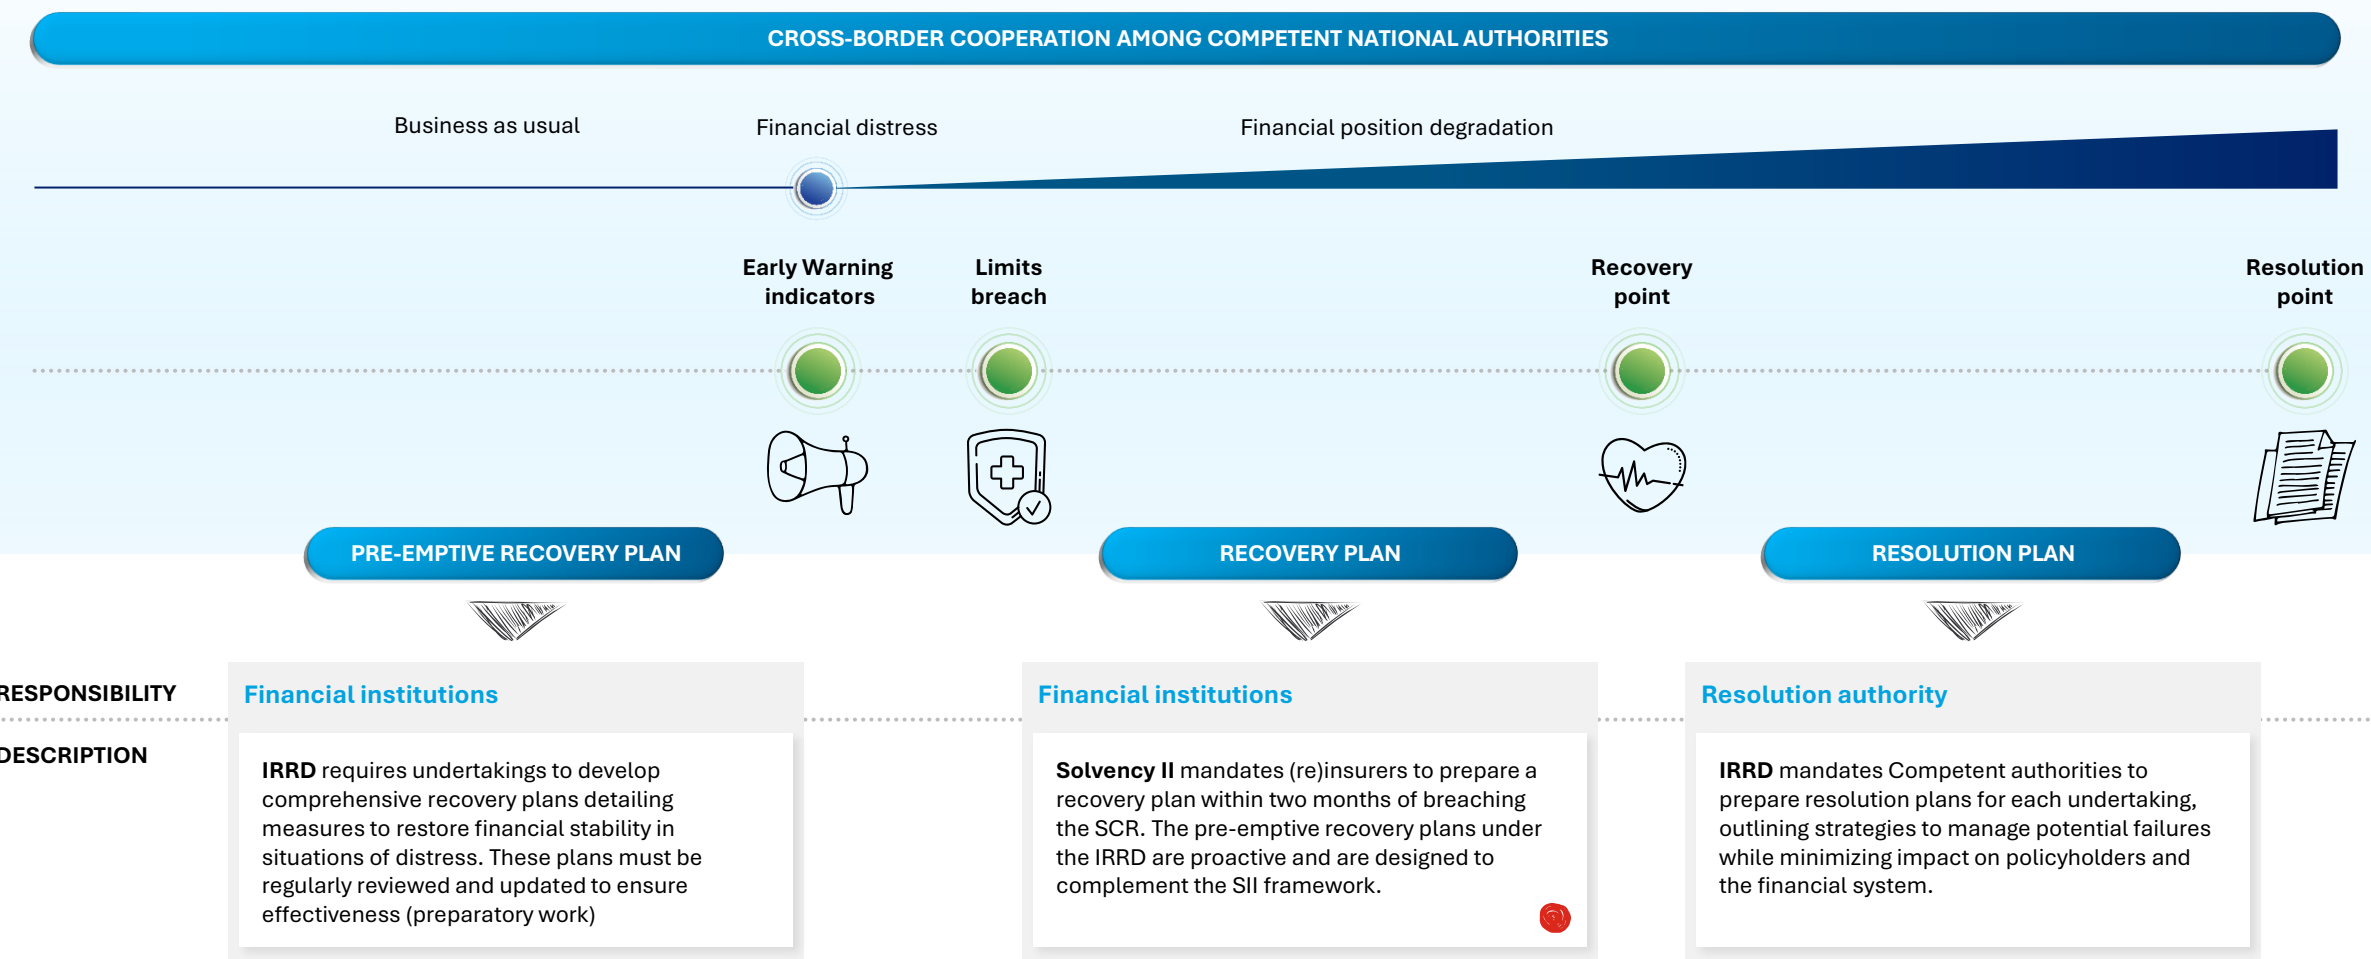 CROSS-BORDER COOPERATION AMONG COMPETENT NATIONAL AUTHORITIES
Business as usual
Financial distress
Financial position degradation
Early Warning
indicators
Limits
breach
Recovery
point
Resolution
point
PRE-EMPTIVE RECOVERY PLAN
RECOVERY PLAN
RESOLUTION PLAN
RESPONSIBILITY
Financial institutions
Financial institutions
Resolution authority
DESCRIPTION
IRRD requires undertakings to develop
comprehensive recovery plans detailing
measures to restore financial stability in
situations of distress. These plans must be
regularly reviewed and updated to ensure
effectiveness (preparatory work)
Solvency II mandates (re)insurers to prepare a
recovery plan within two months of breaching
the SCR. The pre-emptive recovery plans under
the IRRD are proactive and are designed to
complement the SII framework.
IRRD mandates Competent authorities to
prepare resolution plans for each undertaking,
outlining strategies to manage potential failures
while minimizing impact on policyholders and
the financial system.